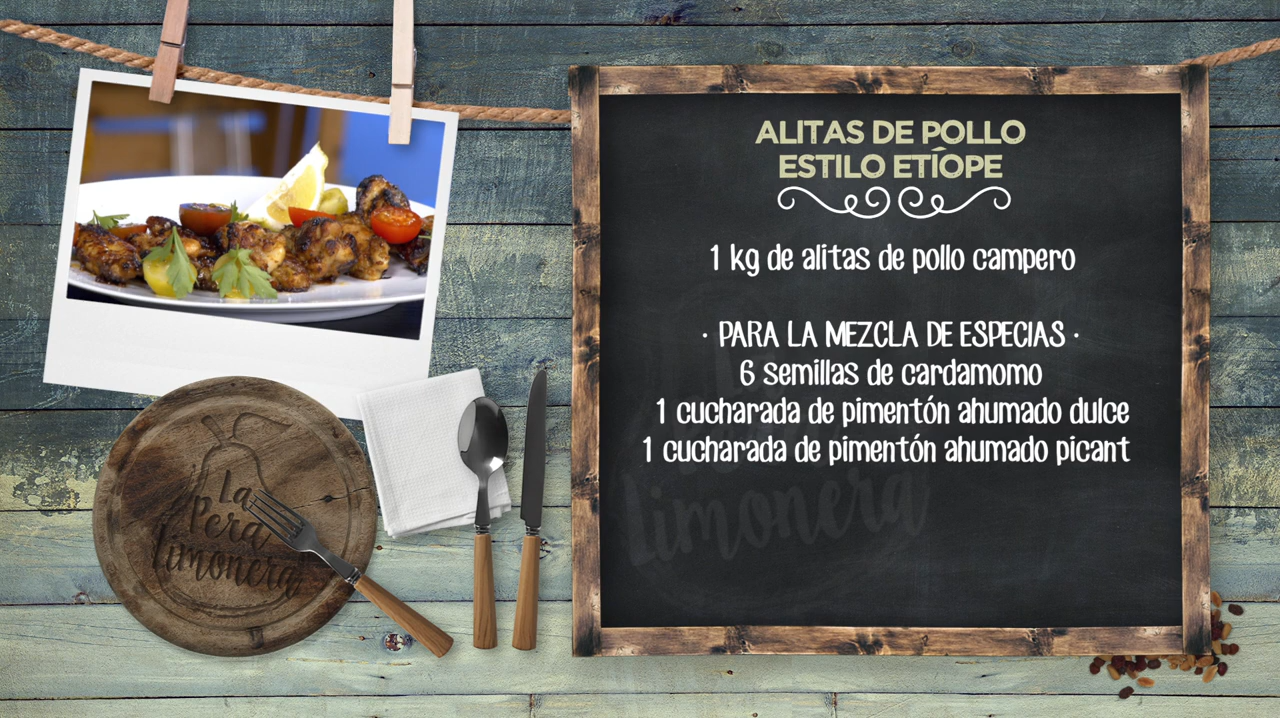 ALITAS DE POLLO
ESTILO ETÍOPE
1 kg de alitas de pollo campero
· PARA LA MEZCLA DE ESPECIAS ·
6 semillas de cardamomo
1 cucharada de pimentón ahumado dulce
1 cucharada de pimentón ahumado picant
limonera
La
Pera
limonera